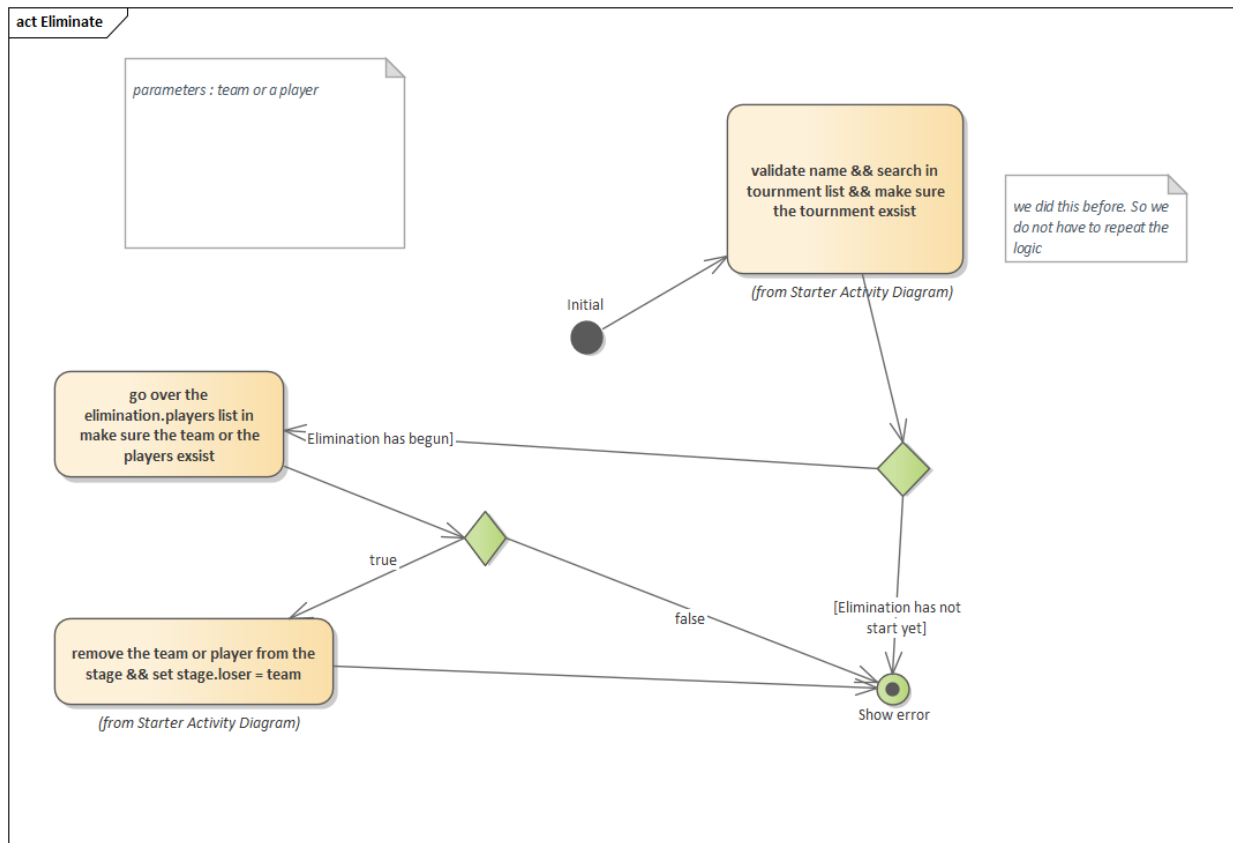 act Eliminate
parameters : team or a player
validate name && search in
tournment list && make sure
the tournment exsist
we did this before. So we
do not have to repeat the
logic
(from Starter Activity Diagram)
Initial
go over the
elimination.players list in
make sure the team or the
players exsist
Elimination has begun]
true
false
[Elimination has not
start yet]
remove the team or player from the
stage && set stage.loser = team
(from Starter Activity Diagram)
Show error